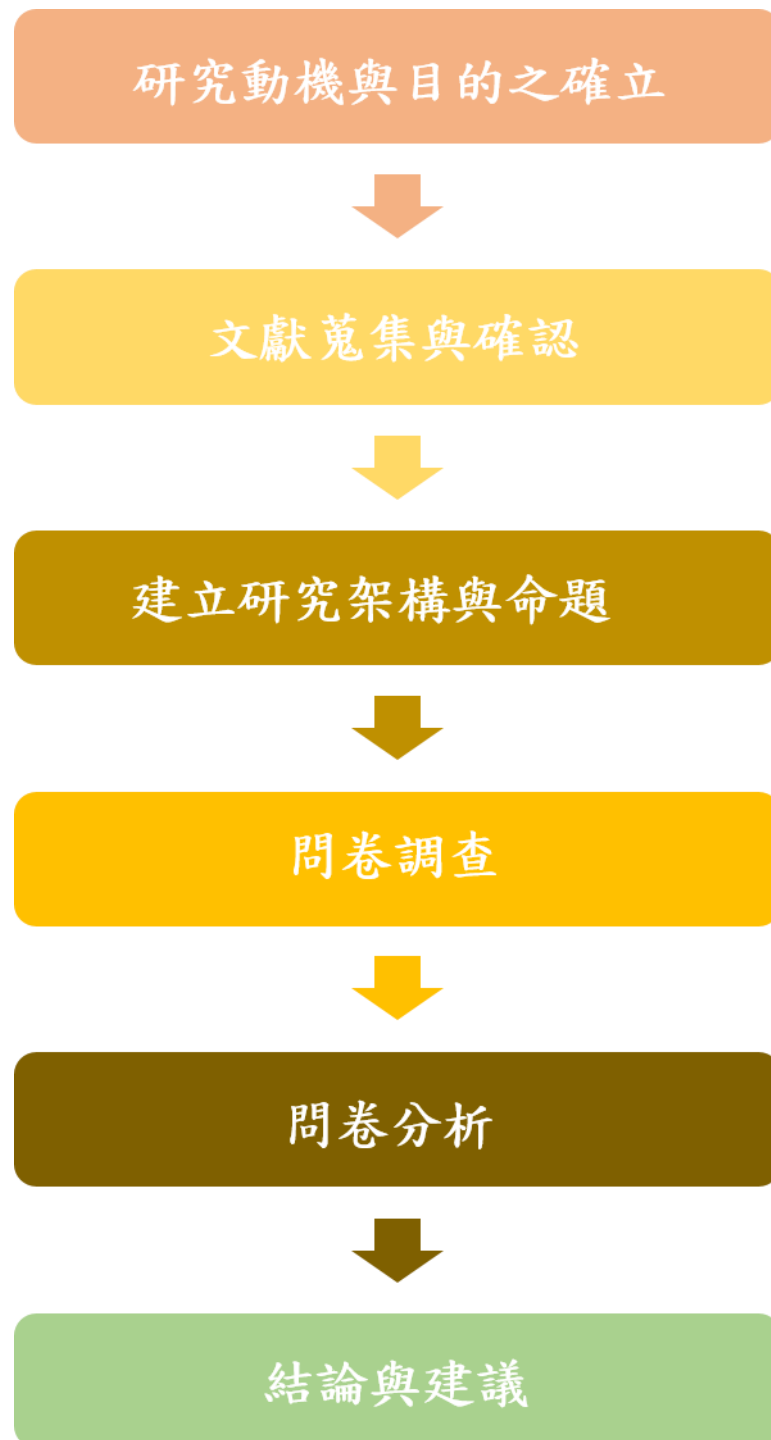 研究動機與目的之確立
文獻蒐集與確認
建立研究架構與命題
問卷調查
問卷分析
結論與建議